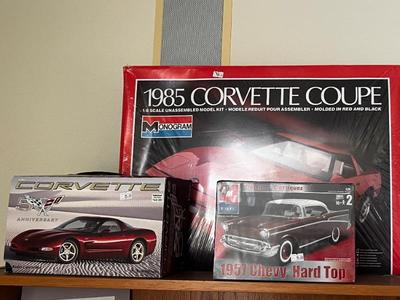 1985 CORVETTE COUPE
1/8 SCALE UNASSEMBLED MODEL KIT • MODELE REDUIT POUR ASSEMBLER • MOLDED IN RED AND BLACK
MONOGRAM
CORVETTE
50
ANNIVERSARY
2
1957 Chevy Hard Top